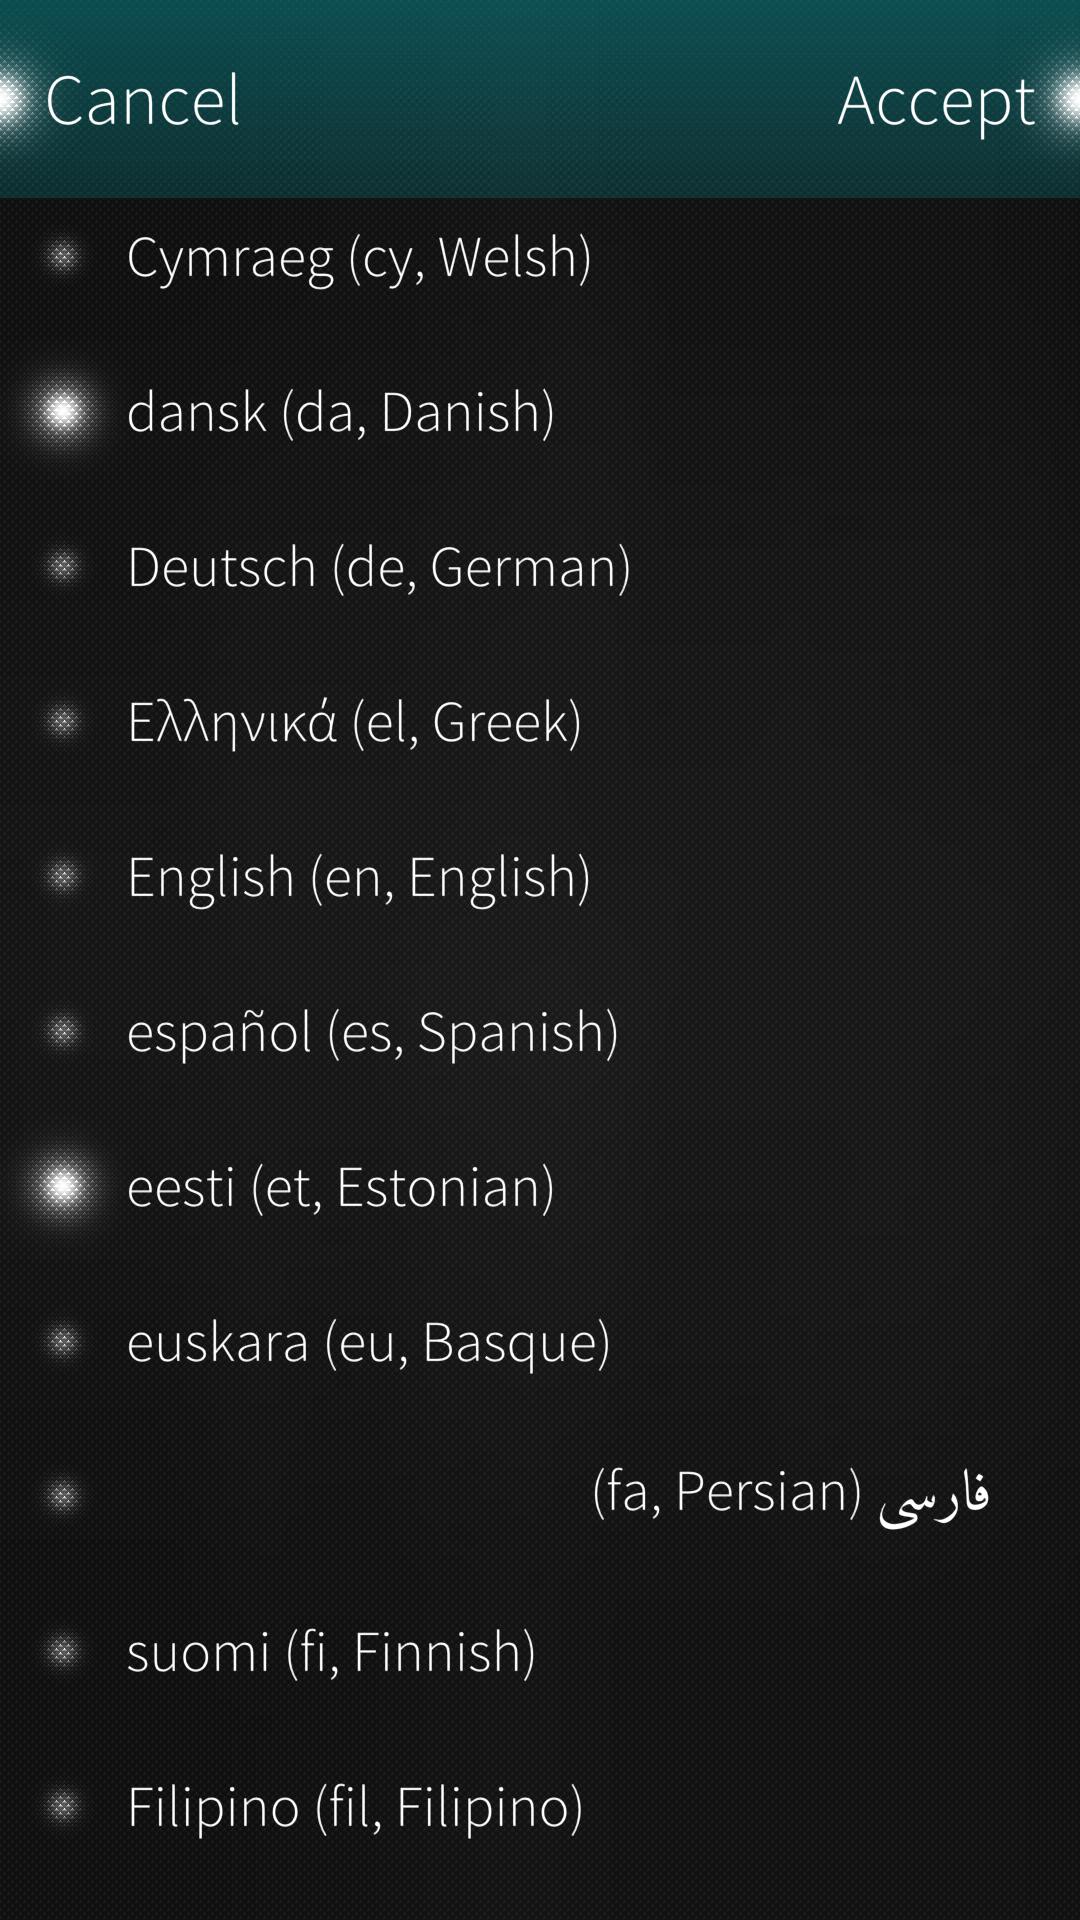 Cancel
Accept
Cymraeg (cy, Welsh)
dansk (da, Danish)
Deutsch (de, German)
Ελληνικά (el, Greek)
English (en, English)
español (es, Spanish)
eesti (et, Estonian)
euskara (eu, Basque)
فارسی (fa, Persian)
suomi (fi, Finnish)
Filipino (fil, Filipino)